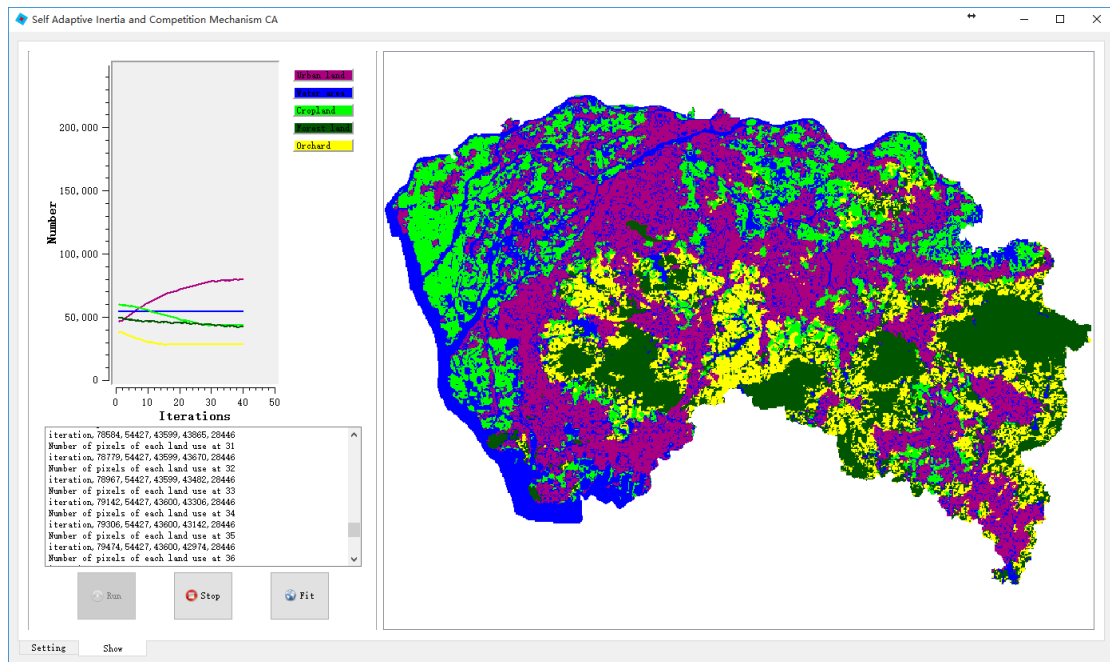 Self Adaptive Inertia and Competition Mechanism CA
Urban land
Water area
Cropland
Forest land
Orchard
200,000
150,000
100,000
50,000
0
Number
0 10 20 30 40 50
Iterations
iteration,78584,54427,43599,43865,28446
Number of pixels of each land use at 31
iteration,78779,54427,43599,43670,28446
Number of pixels of each land use at 32
iteration,78967,54427,43599,43482,28446
Number of pixels of each land use at 33
iteration,79142,54427,43600,43306,28446
Number of pixels of each land use at 34
iteration,79306,54427,43600,43142,28446
Number of pixels of each land use at 35
iteration,79474,54427,43600,42974,28446
Number of pixels of each land use at 36
Run
Stop
Fit
Setting
Show